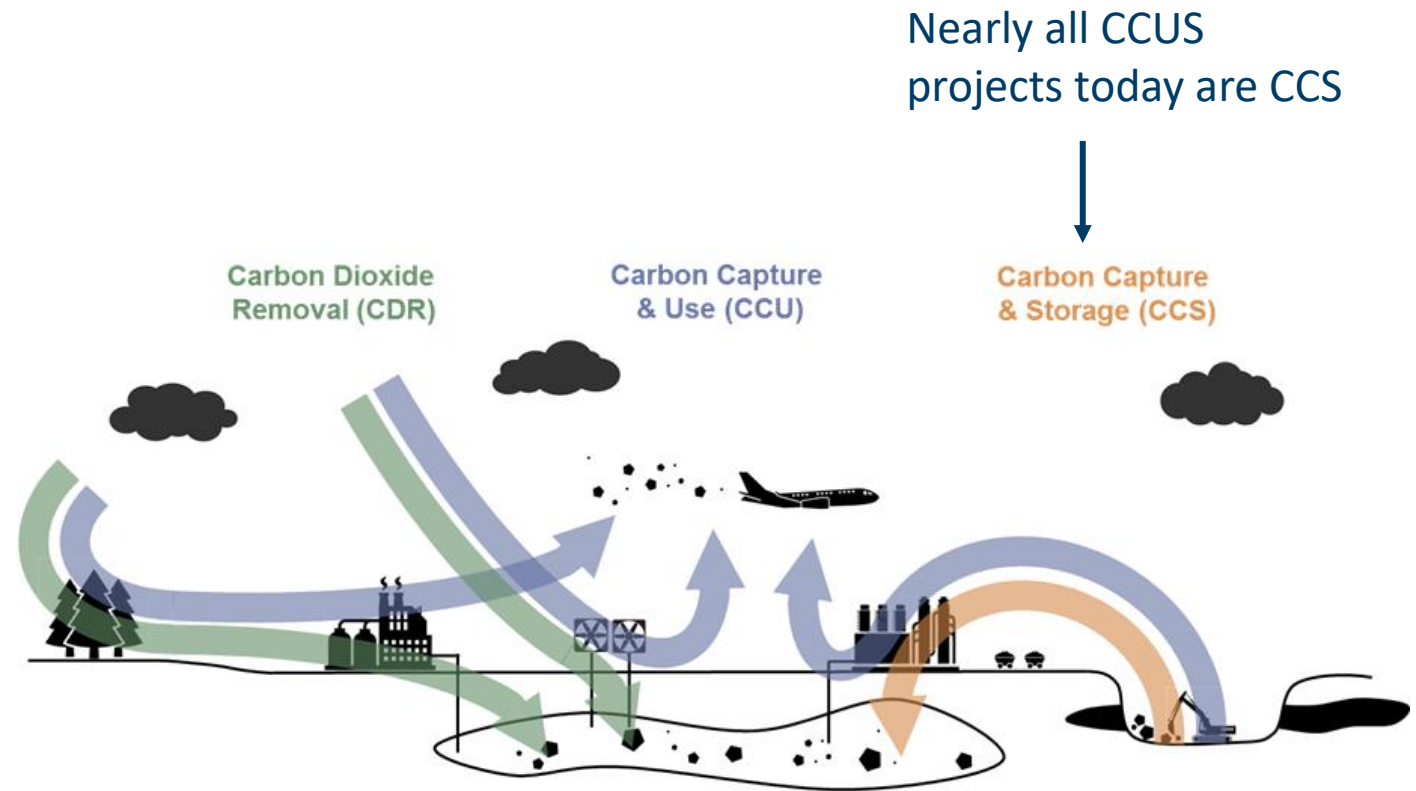 Nearly all CCUS
projects today are CCS
Carbon Dioxide
Removal (CDR)
Carbon Capture
& Use (CCU)
Carbon Capture
& Storage (CCS)